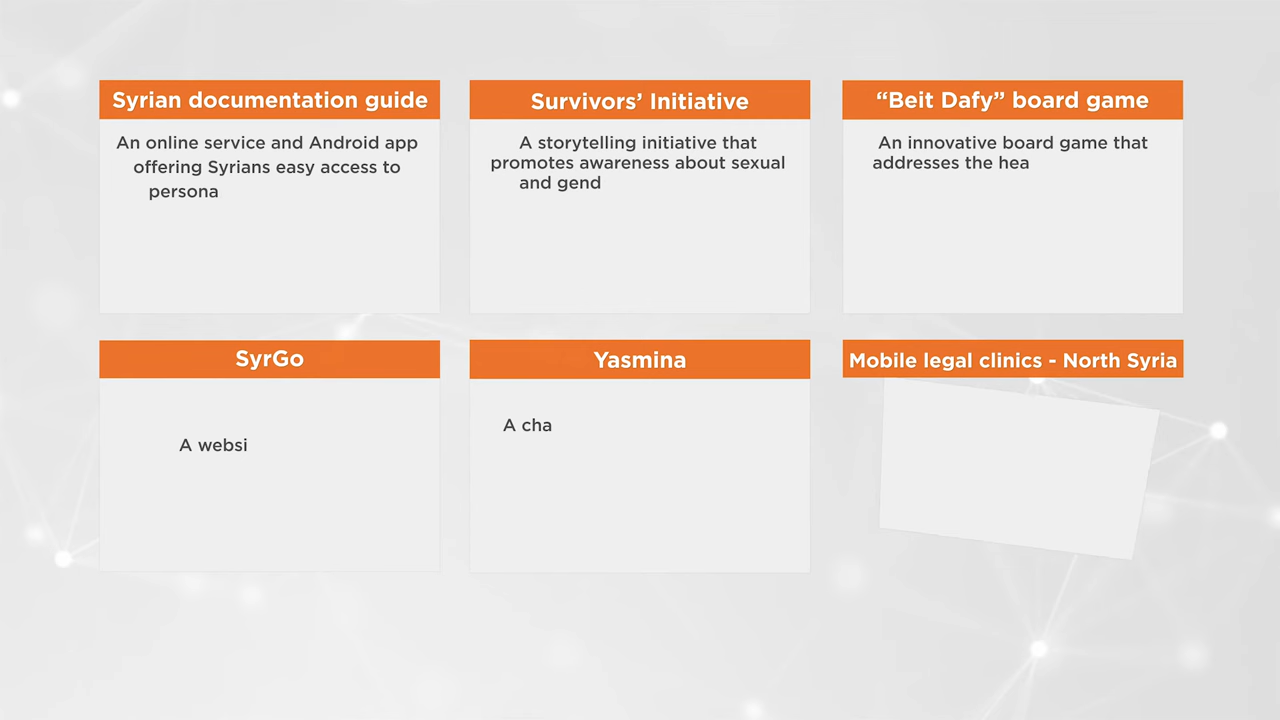 Syrian documentation guide
An online service and Android app
offering Syrians easy access to
persona
Survivors’ Initiative
A storytelling initiative that
promotes awareness about sexual
and gend
“Beit Dafy” board game
An innovative board game that
addresses the hea
SyrGo
A websi
Yasmina
A cha
Mobile legal clinics - North Syria